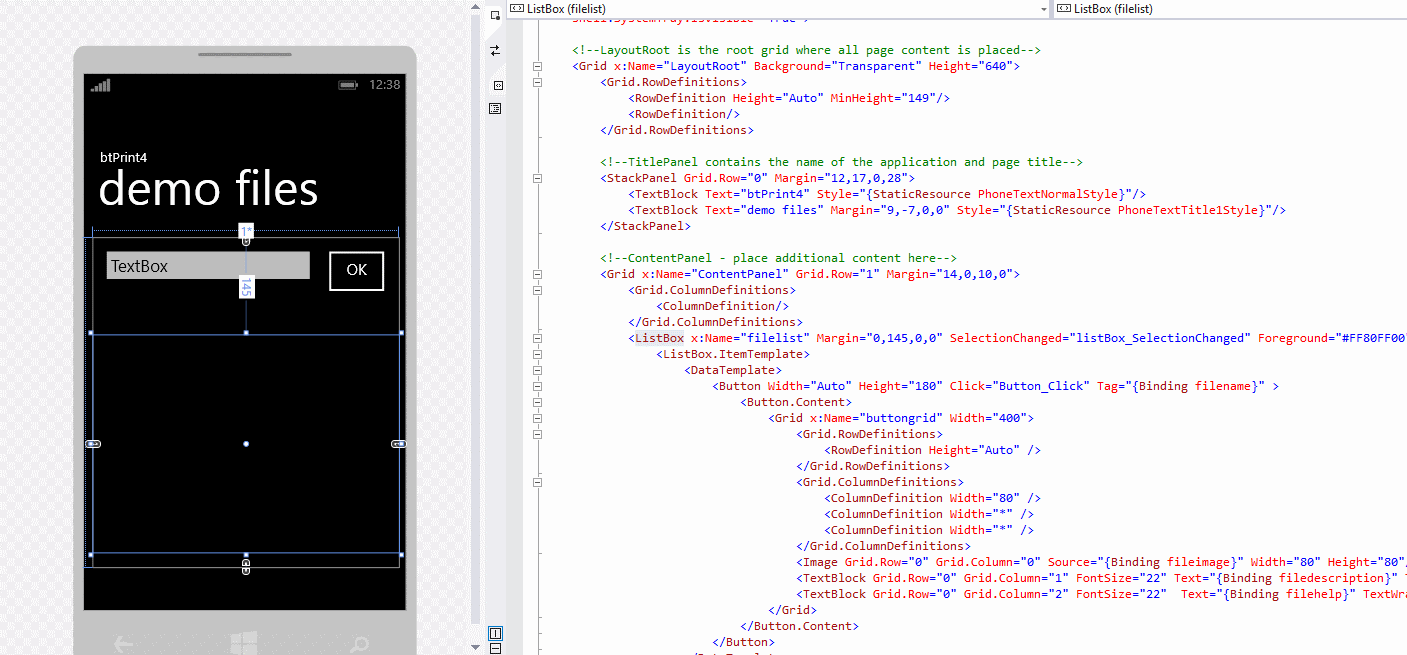 ListBox (filelist)
ListBox (filelist)
shell:SystemTray.IsVisible="True">
<!--LayoutRoot is the root grid where all page content is placed-->
<Grid x:Name="LayoutRoot" Background="Transparent" Height="640">
<Grid.RowDefinitions>
<RowDefinition Height="Auto" MinHeight="149"/>
<RowDefinition/>
</Grid.RowDefinitions>
<!--TitlePanel contains the name of the application and page title-->
<StackPanel Grid.Row="0" Margin="12,17,0,28">
<TextBlock Text="btPrint4" Style="{StaticResource PhoneTextNormalStyle}"/>
<TextBlock Text="demo files" Margin="9,-7,0,0" Style="{StaticResource PhoneTextTitle1Style}"/>
</StackPanel>
<!--ContentPanel - place additional content here-->
<Grid x:Name="ContentPanel" Grid.Row="1" Margin="14,0,10,0">
<Grid.ColumnDefinitions>
<ColumnDefinition/>
</Grid.ColumnDefinitions>
<ListBox x:Name="filelist" Margin="0,145,0,0" SelectionChanged="listBox_SelectionChanged" Foreground="#FF80FF00"
<ListBox.ItemTemplate>
<DataTemplate>
<Button Width="Auto" Height="180" Click="Button_Click" Tag="{Binding filename}" >
<Button.Content>
<Grid x:Name="buttongrid" Width="400">
<Grid.RowDefinitions>
<RowDefinition Height="Auto" />
</Grid.RowDefinitions>
<Grid.ColumnDefinitions>
<ColumnDefinition Width="80" />
<ColumnDefinition Width="*" />
<ColumnDefinition Width="*" />
</Grid.ColumnDefinitions>
<Image Grid.Row="0" Grid.Column="0" Source="{Binding fileimage}" Width="80" Height="80"/
<TextBlock Grid.Row="0" Grid.Column="1" FontSize="22" Text="{Binding filedescription}" T
<TextBlock Grid.Row="0" Grid.Column="2" FontSize="22"  Text="{Binding filehelp}" TextWra
</Grid>
</Button.Content>
</Button>
12:38
btPrint4
demo files
1*
TextBox
OK
145